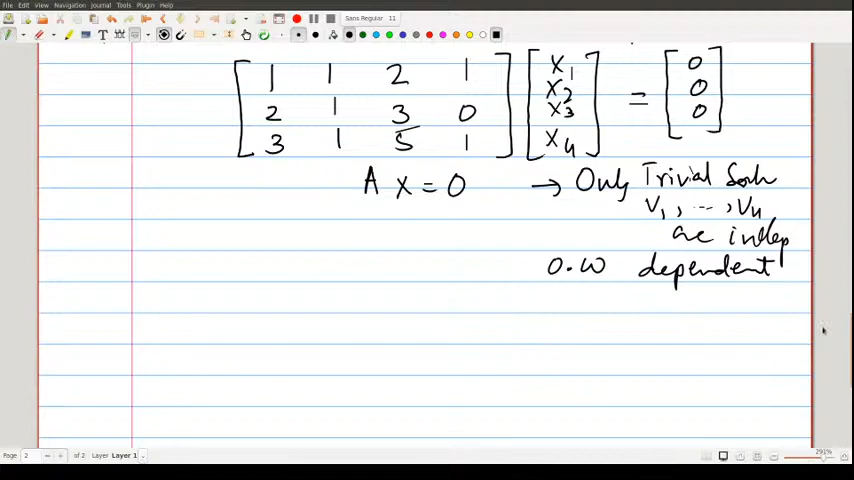 File Edit View Navigation Journal Tools Plugin Help
Sans Regular 11
1 1 2 1 x1 0
2 1 3 0 x2 = 0
3 1 5 1 x3 0
x4
A x = 0 → Only Trivial Soln
v1, ..., v4
are indep
o.w dependent
Page 2 of 2 Layer Layer 1 291%